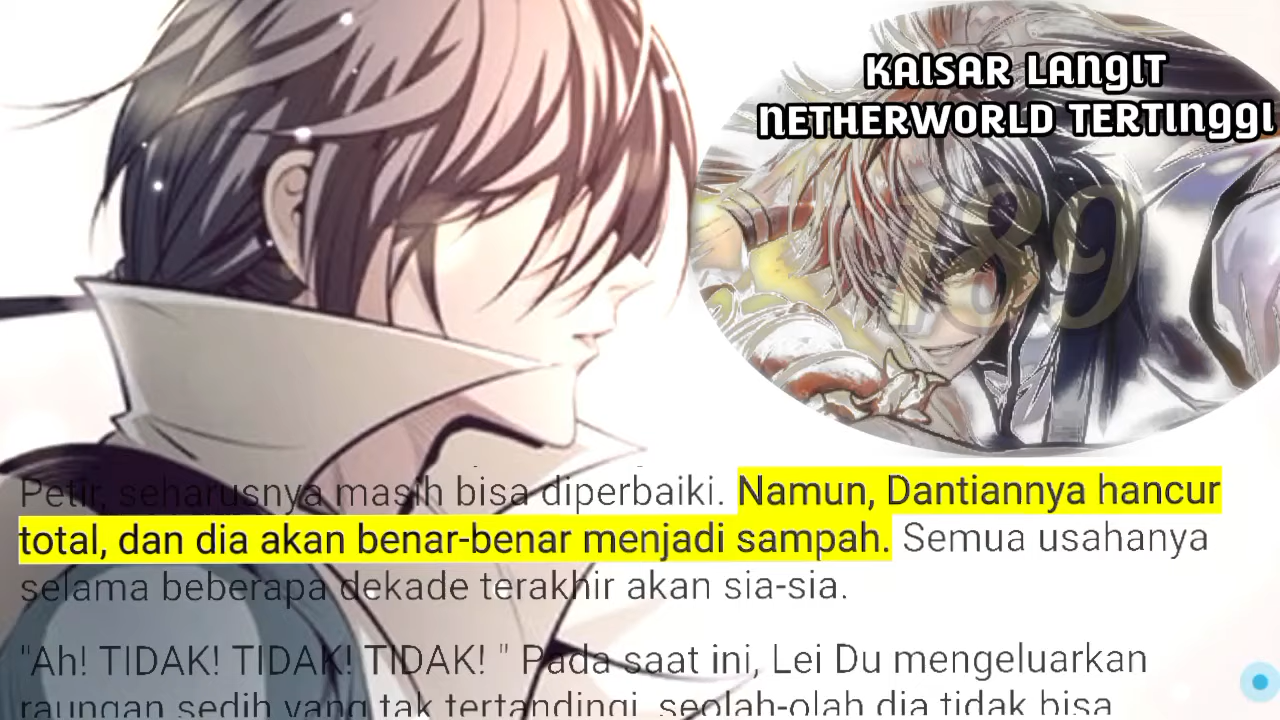 KAISAR LANGIT
NETHERWORLD TERTINGGI
189
Petir, seharusnya masih bisa diperbaiki. Namun, Dantiannya hancur
total, dan dia akan benar-benar menjadi sampah. Semua usahanya
selama beberapa dekade terakhir akan sia-sia.
"Ah! TIDAK! TIDAK! TIDAK! " Pada saat ini, Lei Du mengeluarkan
raungan sedih yang tak tertandingi, seolah-olah dia tidak bisa